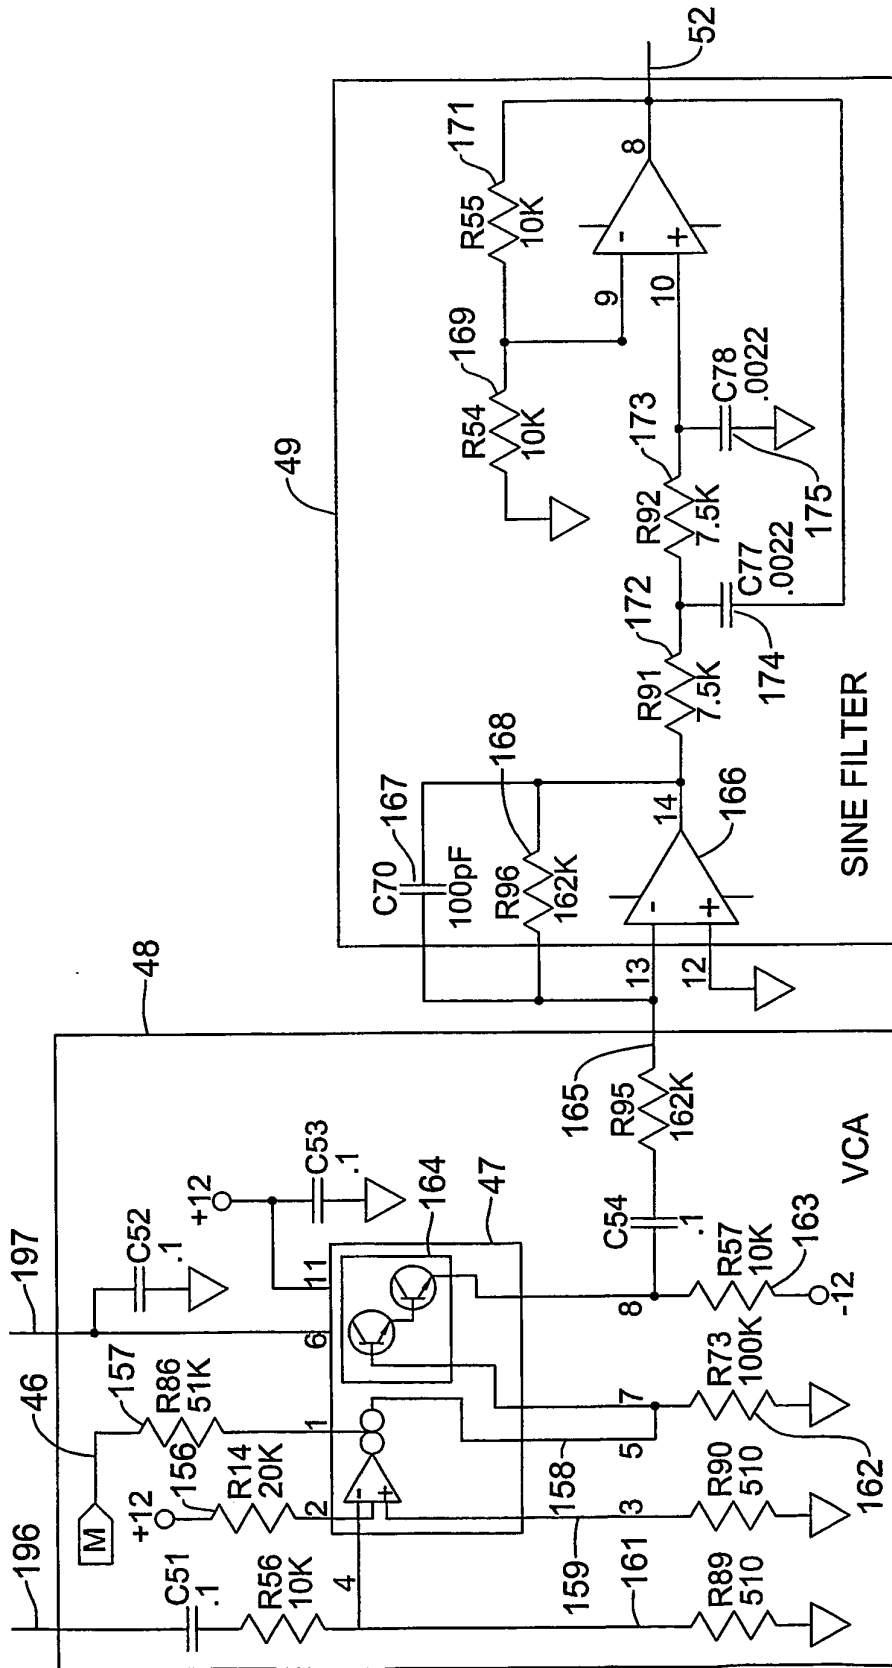 196
46
197
48
M
+12
156
157
C51
.1
R56
10K
R14
20K
R86
51K
C52
.1
+12
C53
.1
164
47
4
2
1
6
11
-
+
161
159
158
3
5
7
8
R89
510
R90
510
R73
100K
162
R57
10K
163
-12
C54
.1
R95
162K
165
VCA
49
C70
100pF
167
R96
162K
168
13
12
-
+
14
166
R91
7.5K
172
R92
7.5K
173
C77
.0022
174
C78
.0022
175
R54
10K
169
R55
10K
171
9
10
-
+
8
52
SINE FILTER